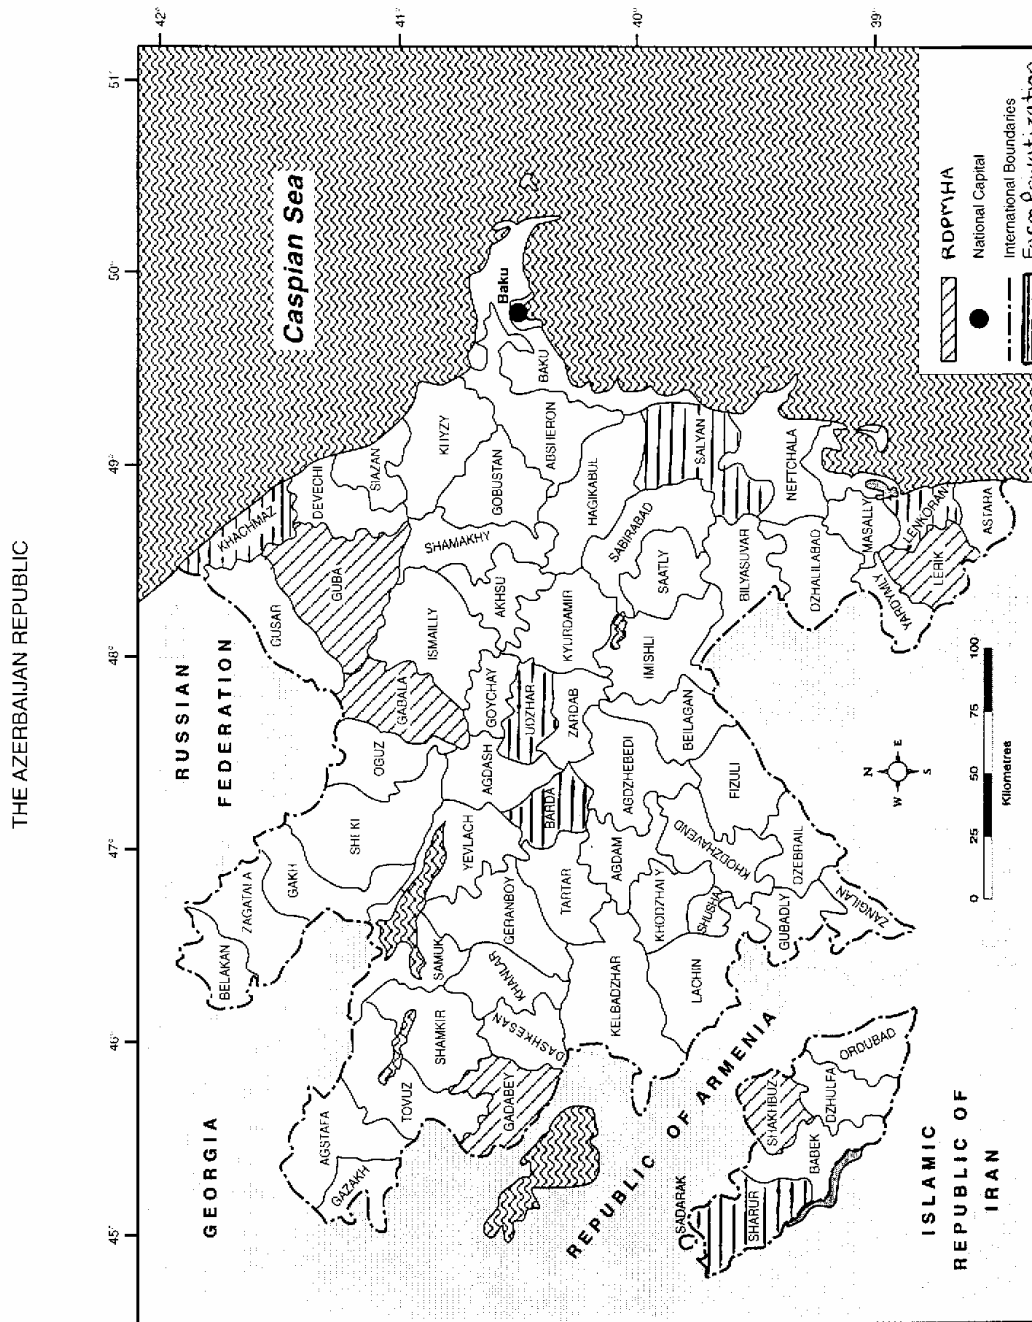 THE AZERBAIJAN REPUBLIC
42°
41°
40°
39°
51°
50°
49°
48°
47°
46°
45°
Caspian Sea
RUSSIAN
FEDERATION
GEORGIA
REPUBLIC OF ARMENIA
ISLAMIC
REPUBLIC OF
IRAN
Baku
BAKU
KHACHMAZ
DEVECHI
SIAZAN
KHYZY
GUSAR
GUBA
GOBUSTAN
ABSHERON
SHAMAKHY
HAGIKABUL
SALYAN
NEFTCHALA
ISMAILLY
AKHSU
KYURDAMIR
SABIRABAD
SAATLY
BILYASUVAR
DZHALILABAD
MASALLY
LENKORAN
ASTARA
LERIK
YARDYMLY
GABALA
GOYCHAY
UDZHAR
ZARDAB
IMISHLI
BEILAGAN
OGUZ
AGDASH
BARDA
AGDZHEBEDI
FIZULI
SHEKI
YEVLACH
AGDAM
KHODZHAVEND
DZEBRAIL
GAKH
ZAGATALA
BELAKAN
SAMUK
GERANBOY
TARTAR
KHODZHALY
SHUSHA
GUBADLY
ZANGILAN
KHANLAR
KELBADZHAR
LACHIN
SHAMKIR
DASHKESAN
TOVUZ
GADABEY
AGSTAFA
GAZAKH
ORDUBAD
SHAKHBUZ
DZHULFA
BABEK
SADARAK
SHARUR
N
E
S
W
0 25 50 75 100
Kilometres
RDPMHA
National Capital
International Boundaries